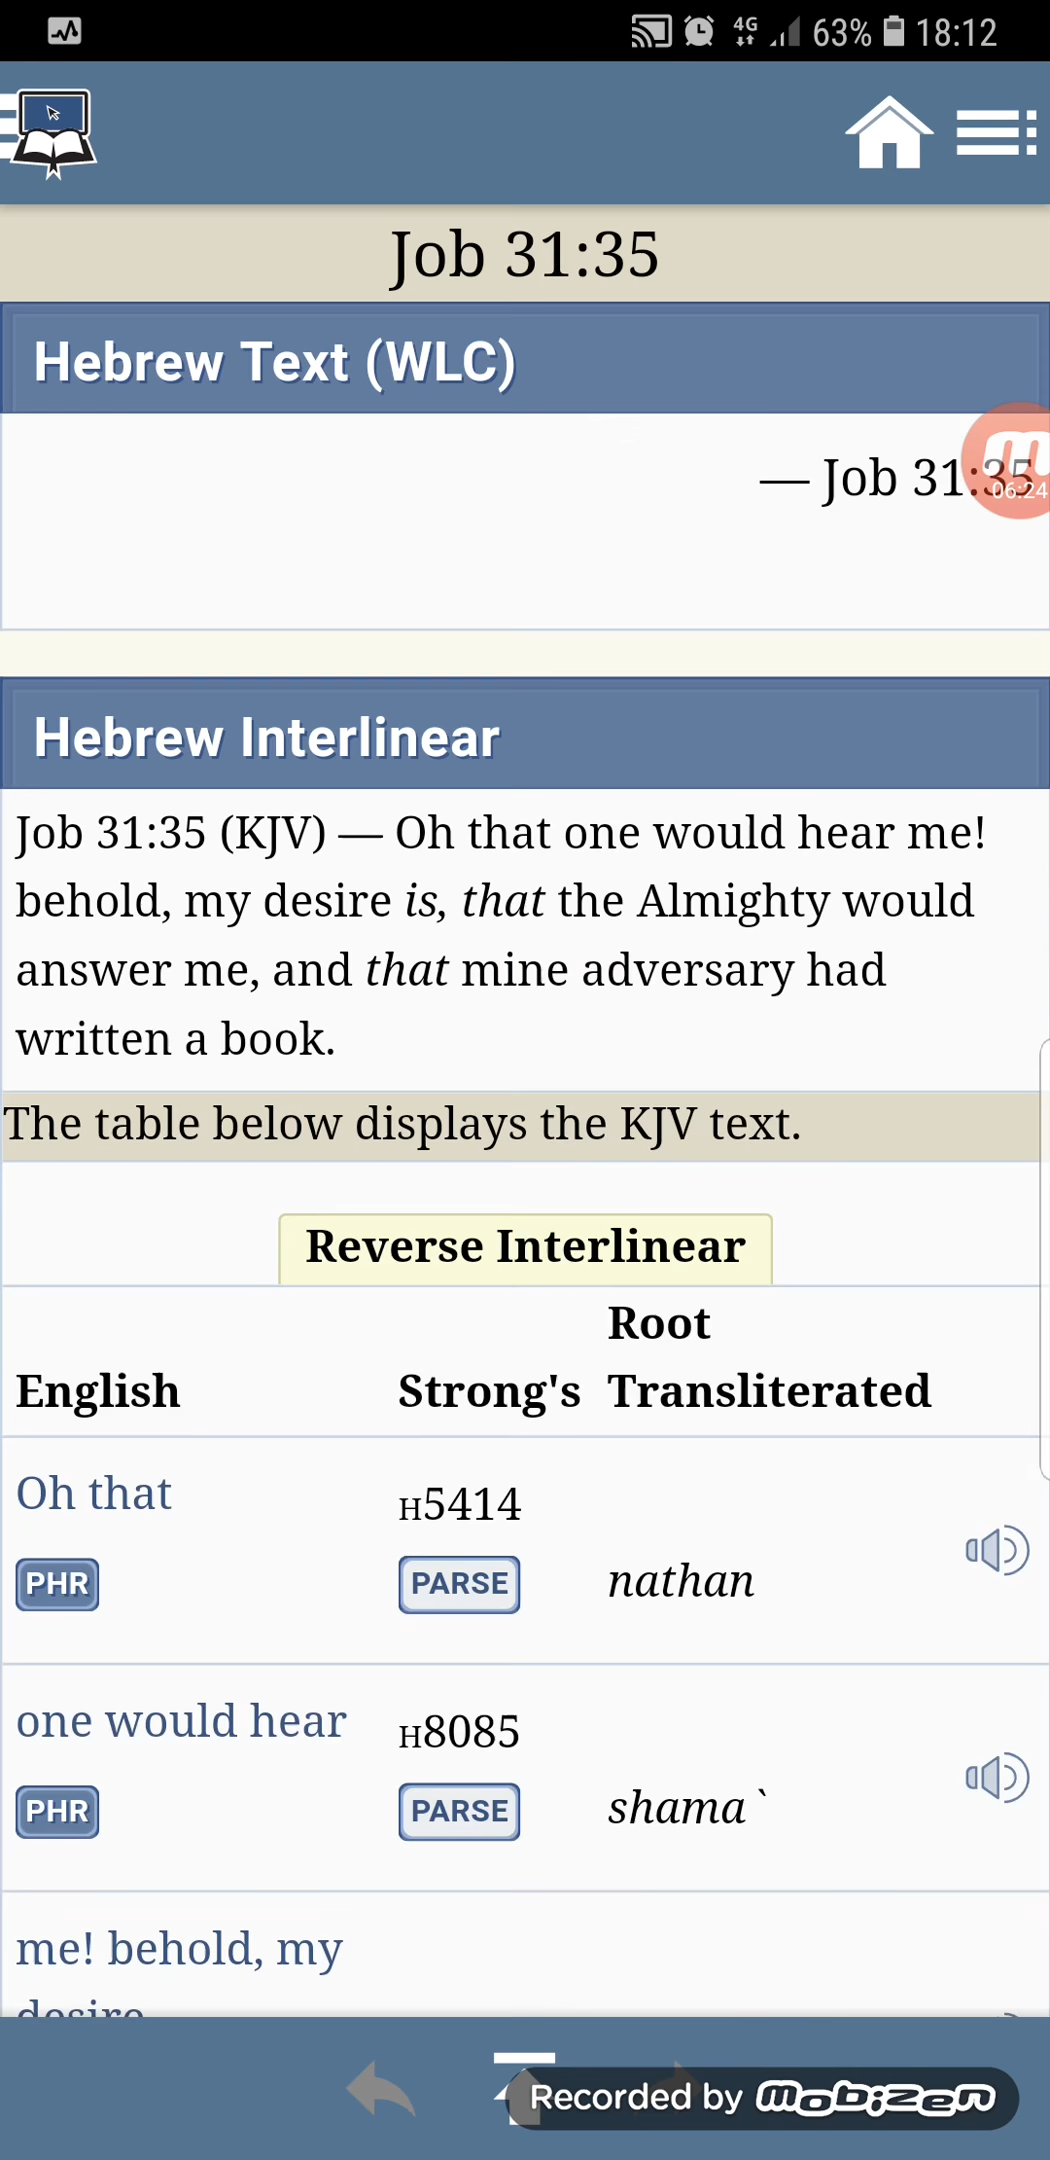 63% 18:12
4G
Job 31:35
Hebrew Text (WLC)
— Job 31:35
06:24
Hebrew Interlinear
Job 31:35 (KJV) — Oh that one would hear me!
behold, my desire is, that the Almighty would
answer me, and that mine adversary had
written a book.
The table below displays the KJV text.
Reverse Interlinear
English Strong's Root Transliterated
Oh that H5414
PHR PARSE nathan
one would hear H8085
PHR PARSE shama`
me! behold, my
desire
Recorded by mobizen